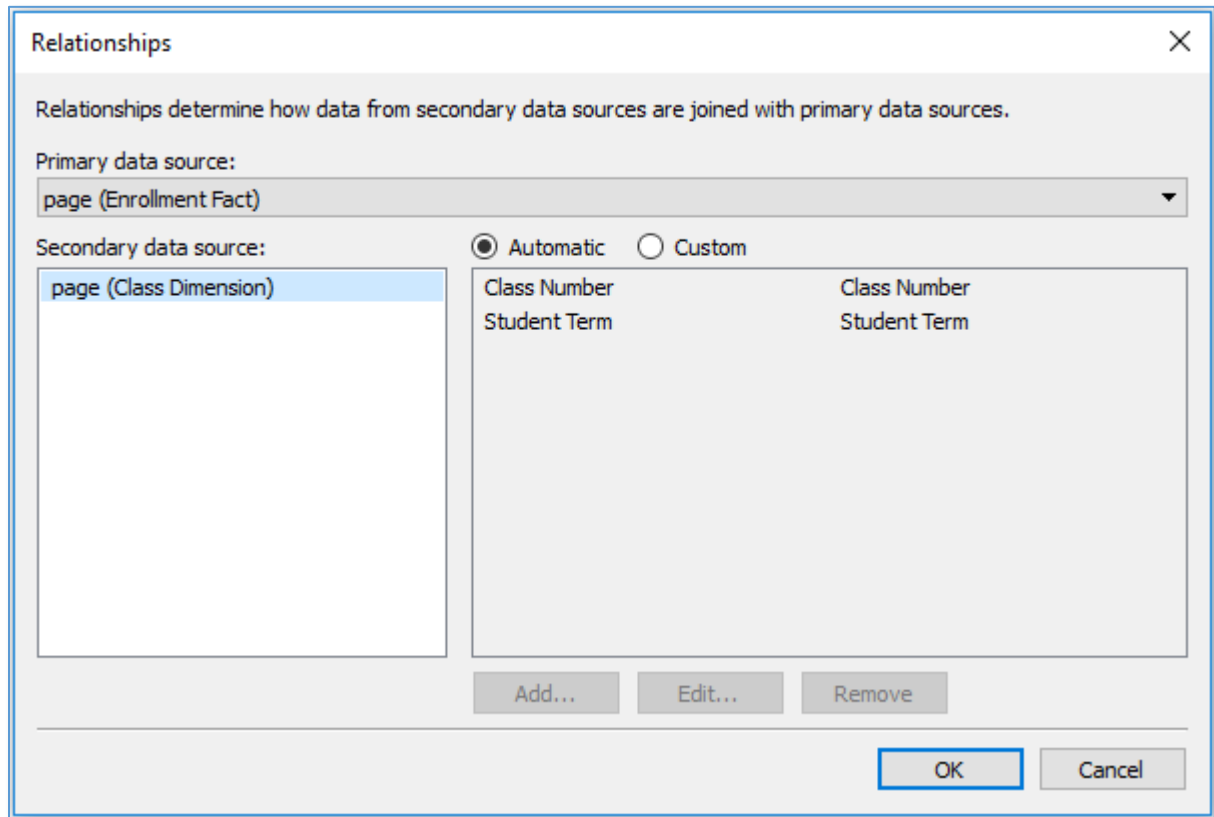 Relationships
Relationships determine how data from secondary data sources are joined with primary data sources.
Primary data source:
page (Enrollment Fact)
Secondary data source:
Automatic Custom
page (Class Dimension)
Class Number Class Number
Student Term Student Term
Add... Edit... Remove
OK Cancel